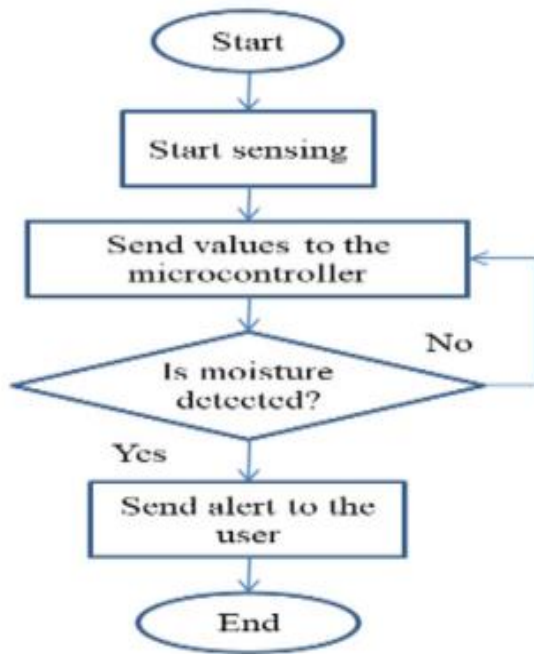 Start
Start sensing
Send values to the
microcontroller
No
Is moisture
detected?
Yes
Send alert to the
user
End